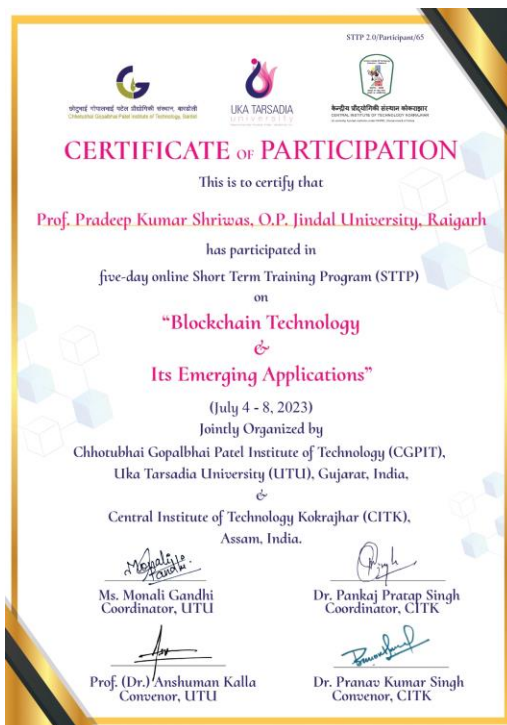 STTP 2.0/Participant/65
छोटुभाई गोपालभाई पटेल प्रौद्योगिकी संस्थान, बारडोली
Chhotubhai Gopalbhai Patel Institute of Technology, Bardoli
UKA TARSADIA
university
केन्द्रीय प्रौद्योगिकी संस्थान कोकराझार
CENTRAL INSTITUTE OF TECHNOLOGY KOKRAJHAR
CERTIFICATE OF PARTICIPATION
This is to certify that
Prof. Pradeep Kumar Shriwas, O.P. Jindal University, Raigarh
has participated in
five-day online Short Term Training Program (STTP)
on
“Blockchain Technology
&
Its Emerging Applications”
(July 4 - 8, 2023)
Jointly Organized by
Chhotubhai Gopalbhai Patel Institute of Technology (CGPIT),
Uka Tarsadia University (UTU), Gujarat, India,
&
Central Institute of Technology Kokrajhar (CITK),
Assam, India.
Monali
Gandhi
Ms. Monali Gandhi
Coordinator, UTU
Dr. Pankaj Pratap Singh
Coordinator, CITK
Prof. (Dr.) Anshuman Kalla
Convenor, UTU
Dr. Pranav Kumar Singh
Convenor, CITK